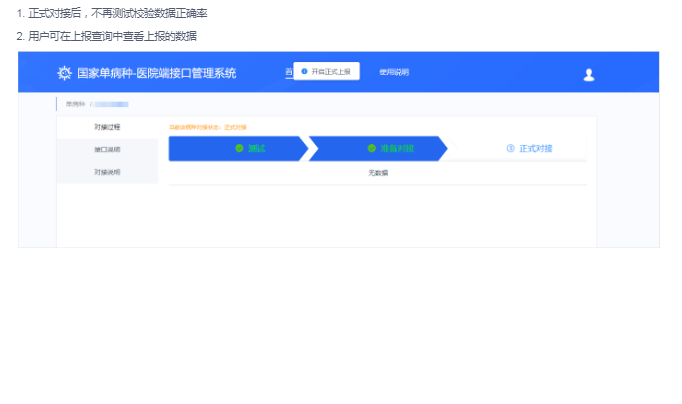 1. 正式对接后，不再测试校验数据正确率
2. 用户可在上报查询中查看上报的数据
国家单病种-医院端接口管理系统
首
开启正式上报
使用说明
单病种
对接过程
当前该病种对接状态：正式对接
接口说明
对接说明
测试
准备对接
③ 正式对接
无数据